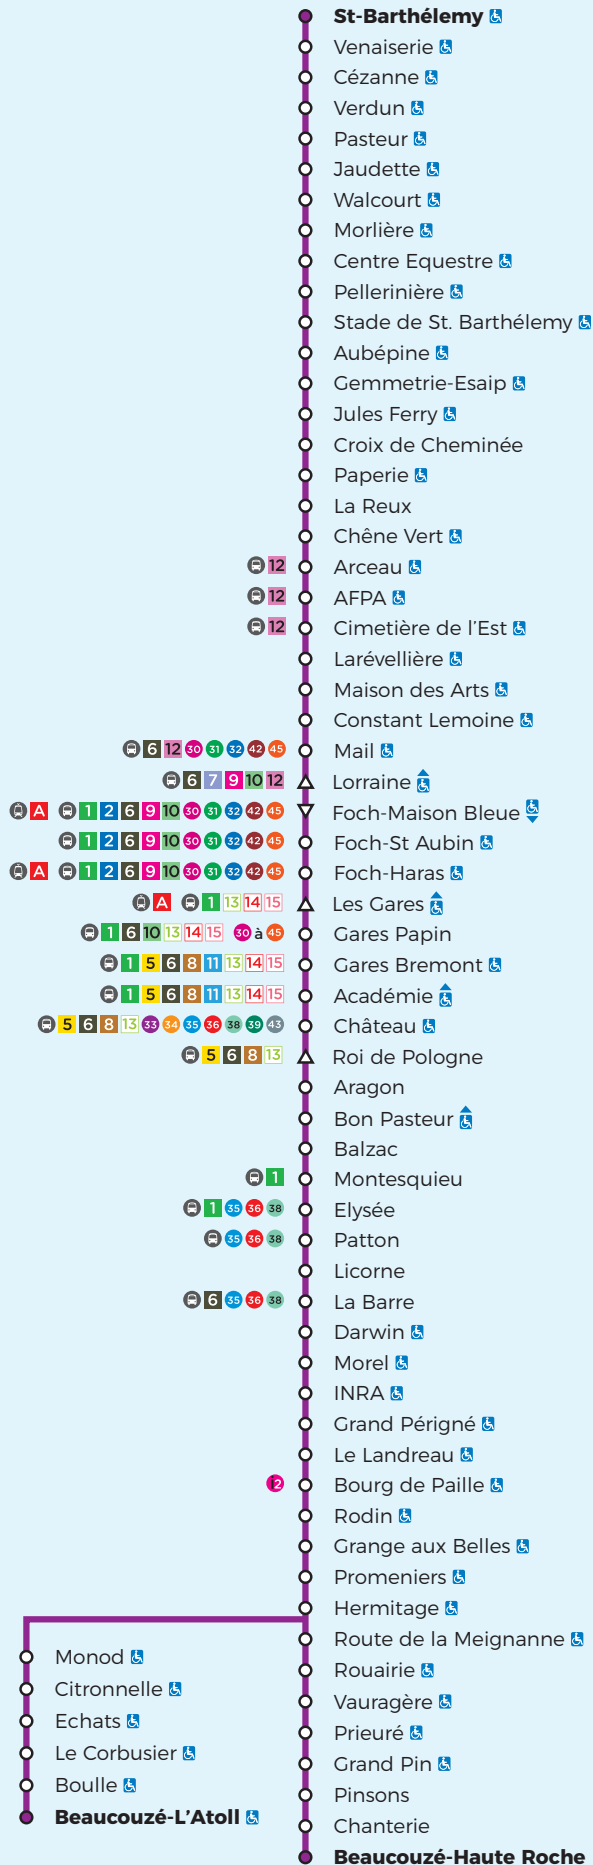 St-Barthélemy
Venaiserie
Cézanne
Verdun
Pasteur
Jaudette
Walcourt
Morlière
Centre Equestre
Pellerinière
Stade de St. Barthélemy
Aubépine
Gemmetrie-Esaip
Jules Ferry
Croix de Cheminée
Paperie
La Reux
Chêne Vert
12 Arceau
12 AFPA
12 Cimetière de l'Est
Larévellière
Maison des Arts
Constant Lemoine
6 12 30 31 32 42 45 Mail
6 7 9 10 12 Lorraine
A 1 2 6 9 10 30 31 32 42 45 Foch-Maison Bleue
1 2 6 9 10 30 31 32 42 45 Foch-St Aubin
A 1 2 6 9 10 30 31 32 42 45 Foch-Haras
A 1 13 14 15 Les Gares
1 6 10 13 14 15 30 à 45 Gares Papin
1 5 6 8 11 13 14 15 Gares Bremont
1 5 6 8 11 13 14 15 Académie
5 6 8 13 33 34 35 36 38 39 43 Château
5 6 8 13 Roi de Pologne
Aragon
Bon Pasteur
Balzac
1 Montesquieu
1 35 36 38 Elysée
35 36 38 Patton
Licorne
6 35 36 38 La Barre
Darwin
Morel
INRA
Grand Périgné
Le Landreau
Bourg de Paille
Rodin
Grange aux Belles
Promeniers
Hermitage
Route de la Meignanne
Rouairie
Vauragère
Prieuré
Grand Pin
Pinsons
Chanterie
Beaucouzé-Haute Roche
Monod
Citronnelle
Echats
Le Corbusier
Boulle
Beaucouzé-L'Atoll